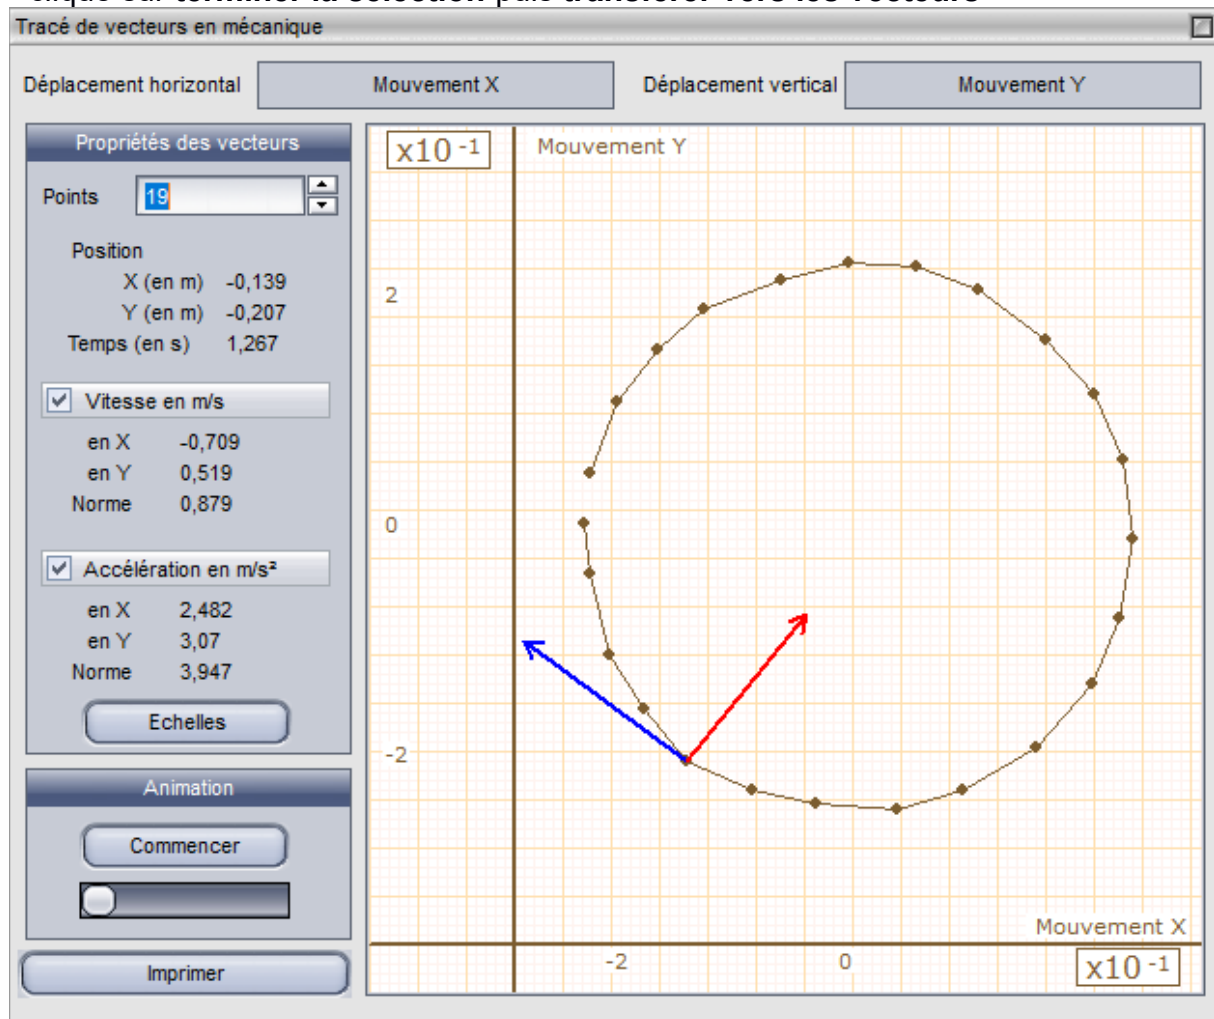 Tracé de vecteurs en mécanique
Déplacement horizontal Mouvement X Déplacement vertical Mouvement Y
Propriétés des vecteurs
Points 19
Position
X (en m) -0,139
Y (en m) -0,207
Temps (en s) 1,267
Vitesse en m/s
en X -0,709
en Y 0,519
Norme 0,879
Accélération en m/s²
en X 2,482
en Y 3,07
Norme 3,947
Echelles
Animation
Commencer
Imprimer
x10 -1 Mouvement Y
2
0
-2
Mouvement X
-2 0 x10 -1